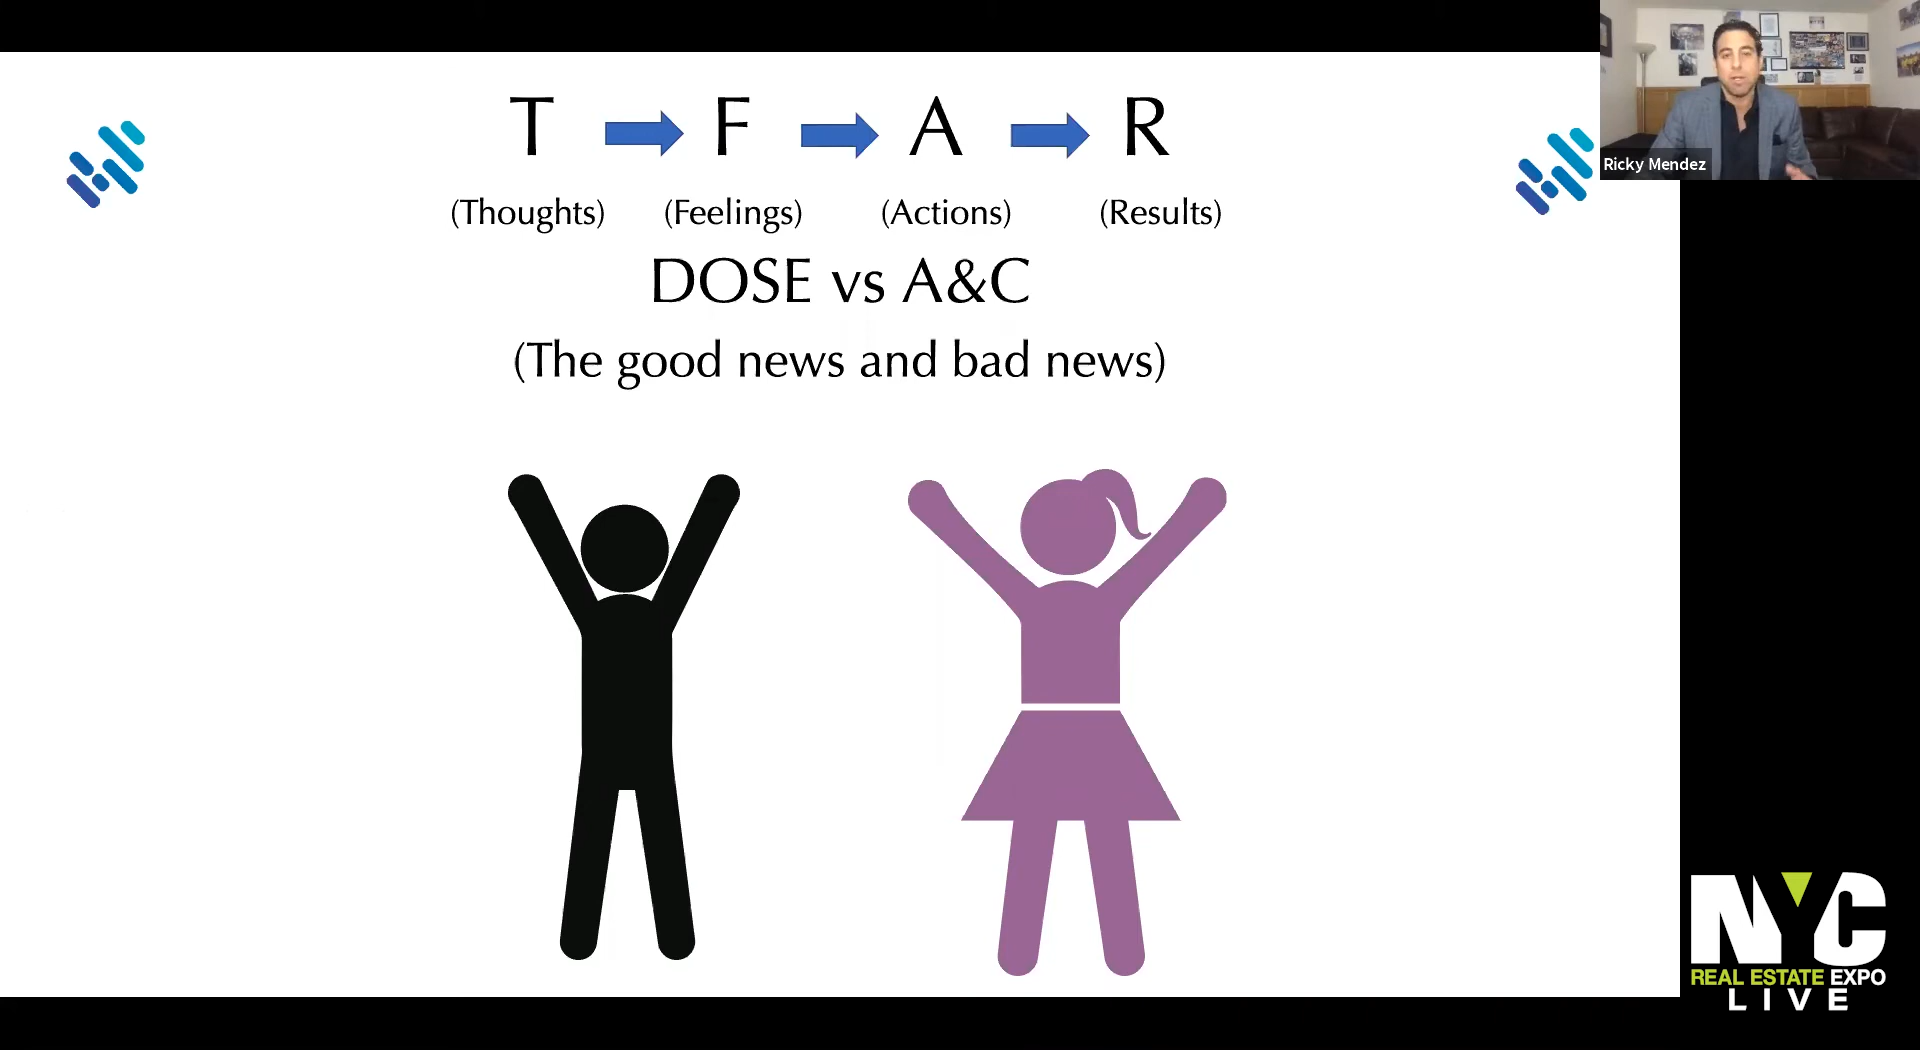 T F A R
(Thoughts) (Feelings) (Actions) (Results)
DOSE vs A&C
(The good news and bad news)
Ricky Mendez
NYC
REAL ESTATE EXPO
LIVE